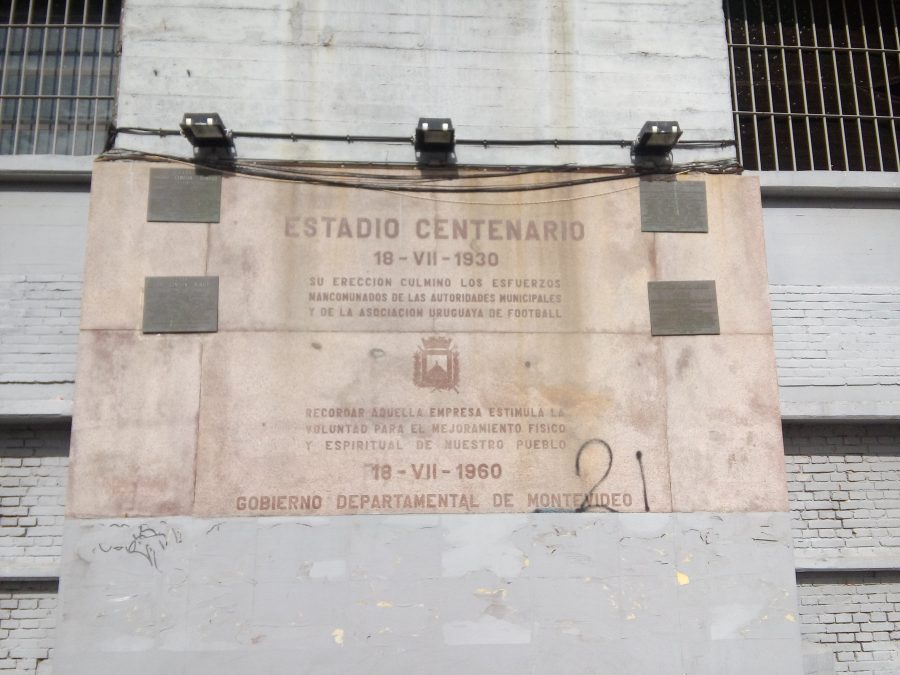 ESTADIO CENTENARIO
18-VII-1930
SU ERECCION CULMINO LOS ESFUERZOS
MANCOMUNADOS DE LAS AUTORIDADES MUNICIPALES
Y DE LA ASOCIACION URUGUAYA DE FOOTBALL
RECORDAR AQUELLA EMPRESA ESTIMULA LA
VOLUNTAD PARA EL MEJORAMIENTO FÍSICO
Y ESPIRITUAL DE NUESTRO PUEBLO
18-VII-1960
GOBIERNO DEPARTAMENTAL DE MONTEVIDEO
21